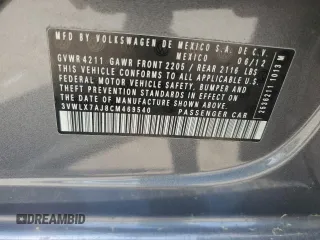 MFD BY VOLKSWAGEN DE MEXICO S.A. DE C.V.
MEXICO 06/12
GVWR 4211 GAWR FRONT 2205 / REAR 2116 LBS
THIS VEHICLE CONFORMS TO ALL APPLICABLE
FEDERAL MOTOR VEHICLE SAFETY, BUMPER, AND
THEFT PREVENTION STANDARDS IN EFFECT ON THE
DATE OF MANUFACTURE SHOWN ABOVE.
3VWLX7AJ8CM469540 PASSENGER CAR
DREAMBID